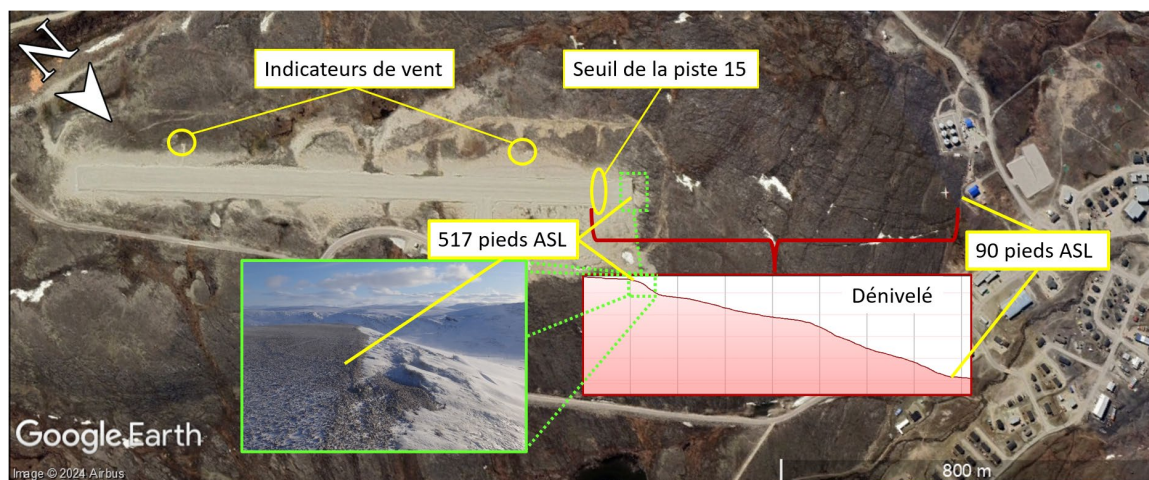 N
Indicateurs de vent
Seuil de la piste 15
517 pieds ASL
90 pieds ASL
Dénivelé
Google Earth
Image © 2024 Airbus
800 m